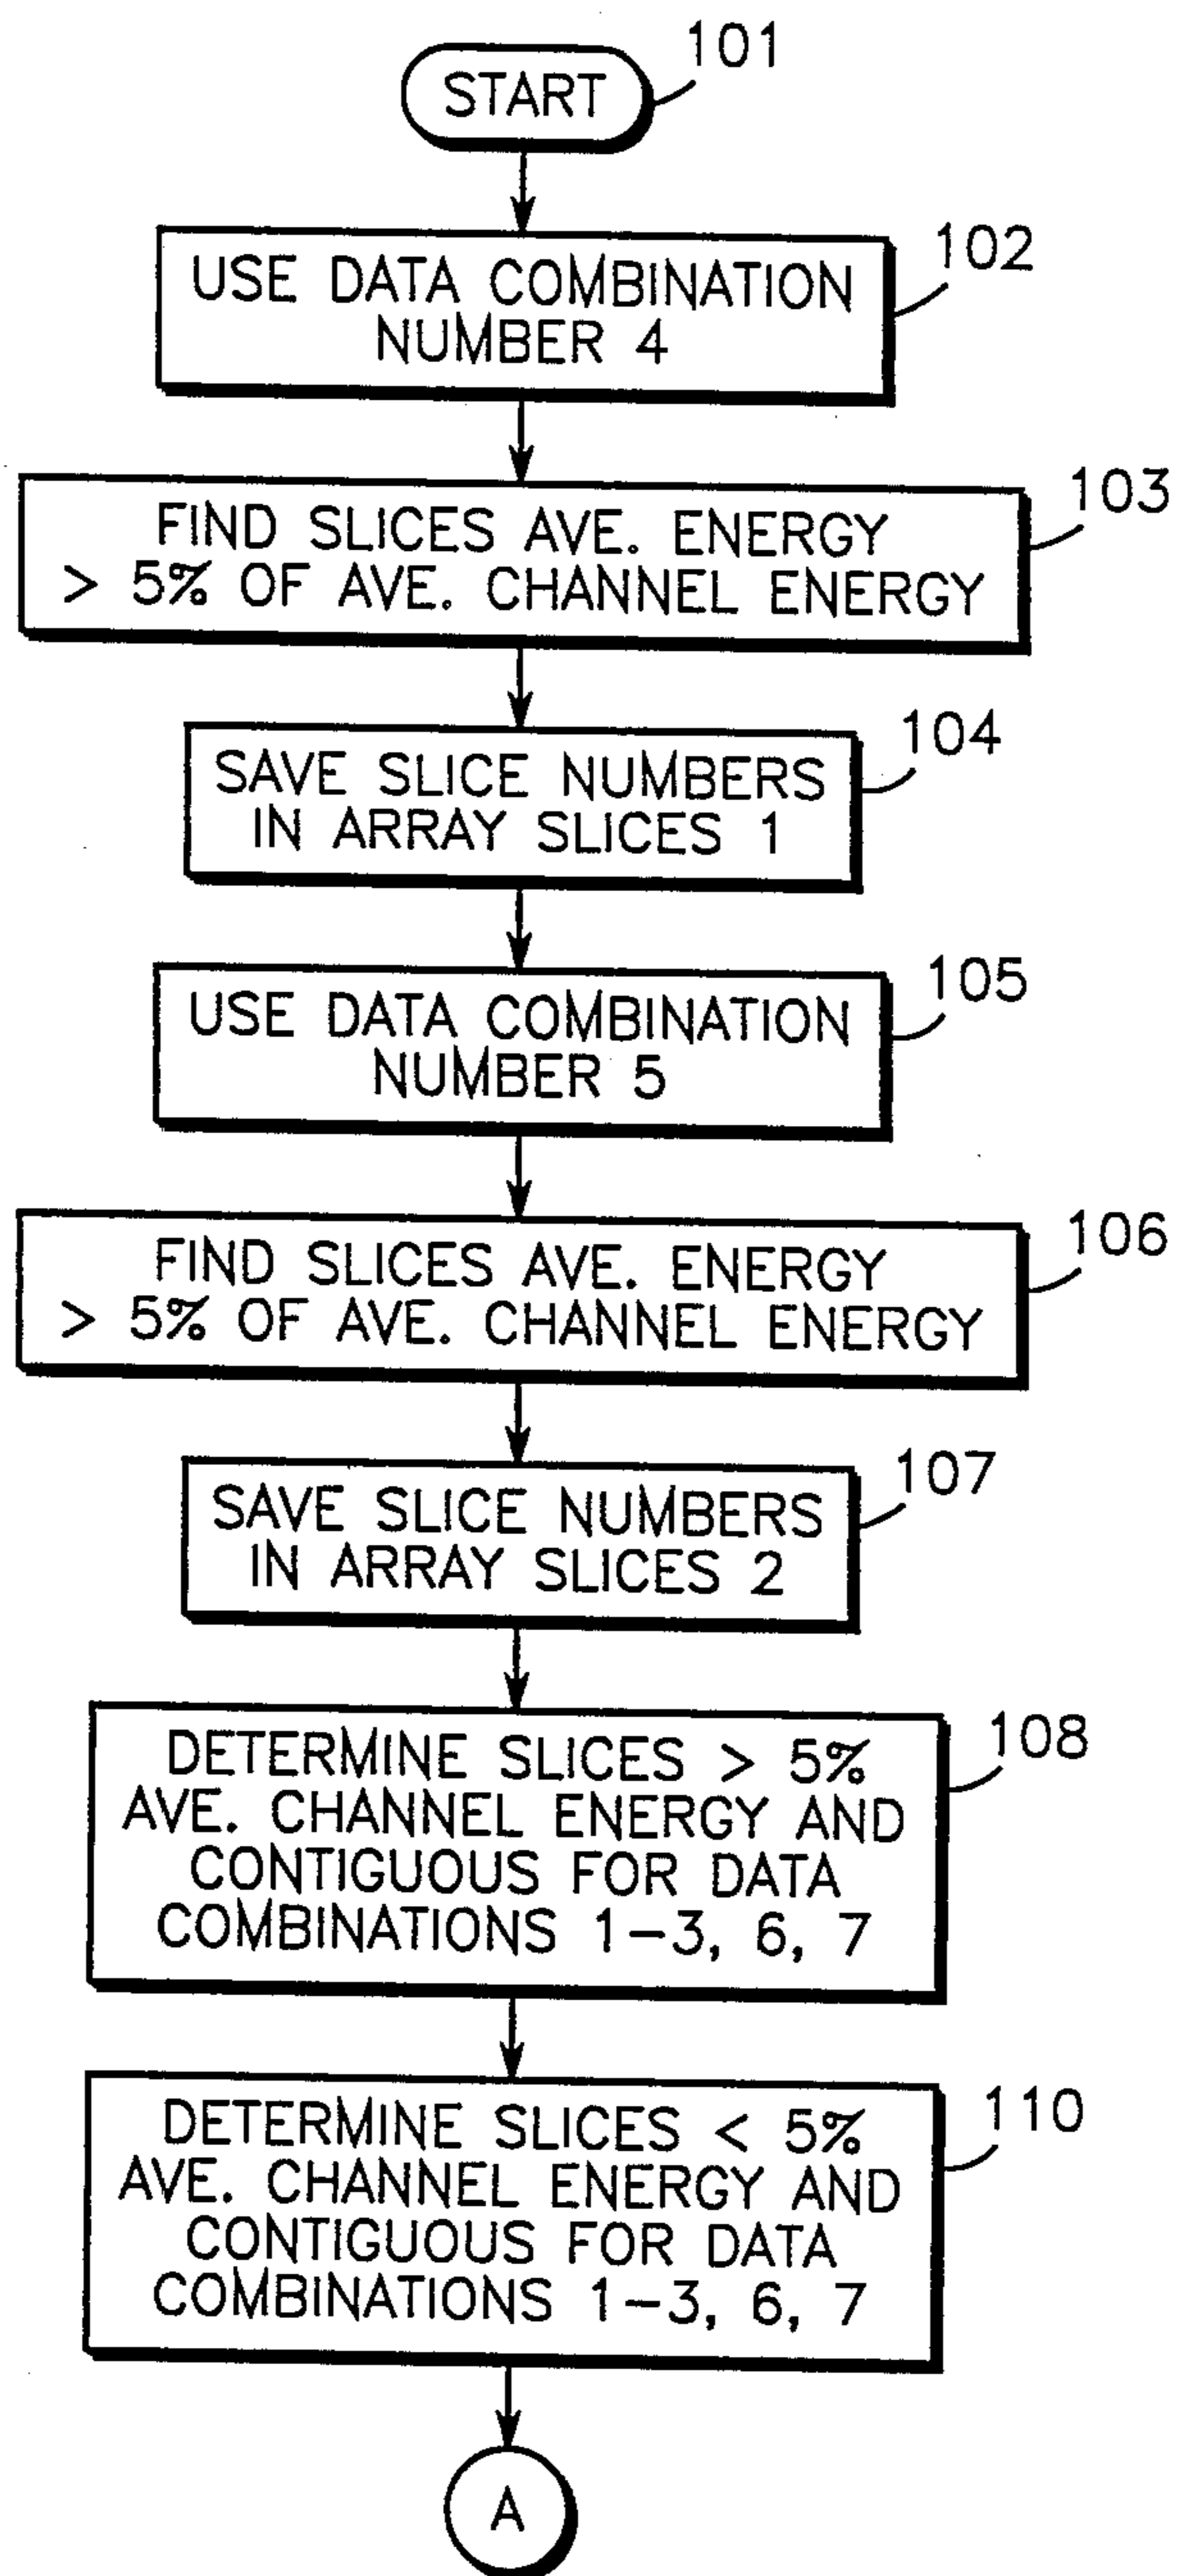 101
START
102
USE DATA COMBINATION
NUMBER 4
103
FIND SLICES AVE. ENERGY
> 5% OF AVE. CHANNEL ENERGY
104
SAVE SLICE NUMBERS
IN ARRAY SLICES 1
105
USE DATA COMBINATION
NUMBER 5
106
FIND SLICES AVE. ENERGY
> 5% OF AVE. CHANNEL ENERGY
107
SAVE SLICE NUMBERS
IN ARRAY SLICES 2
108
DETERMINE SLICES > 5%
AVE. CHANNEL ENERGY AND
CONTIGUOUS FOR DATA
COMBINATIONS 1-3, 6, 7
110
DETERMINE SLICES < 5%
AVE. CHANNEL ENERGY AND
CONTIGUOUS FOR DATA
COMBINATIONS 1-3, 6, 7
A